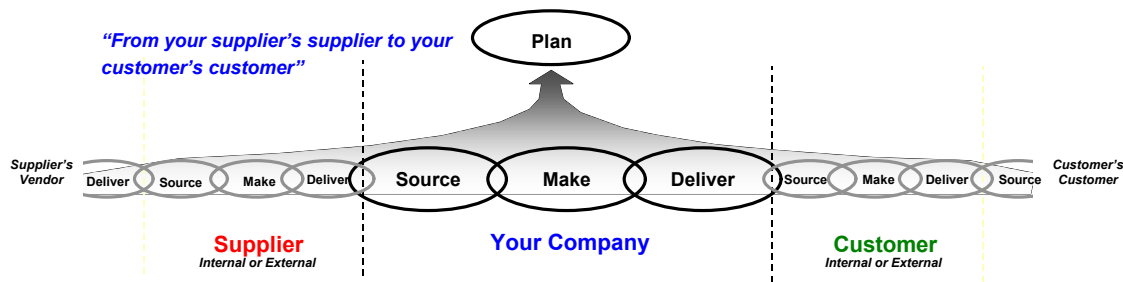 “From your supplier’s supplier to your
customer’s customer”
Plan
Supplier’s
Vendor
Deliver
Source
Make
Deliver
Source
Make
Deliver
Source
Make
Deliver
Source
Customer’s
Customer
Supplier
Internal or External
Your Company
Customer
Internal or External